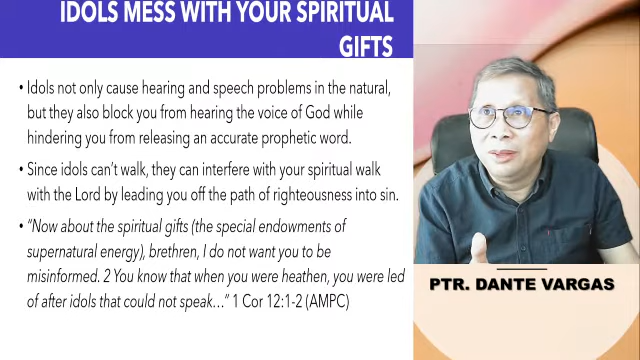 IDOLS MESS WITH YOUR SPIRITUAL
GIFTS
• Idols not only cause hearing and speech problems in the natural,
but they also block you from hearing the voice of God while
hindering you from releasing an accurate prophetic word.
• Since idols can’t walk, they can interfere with your spiritual walk
with the Lord by leading you off the path of righteousness into sin.
• “Now about the spiritual gifts (the special endowments of
supernatural energy), brethren, I do not want you to be
misinformed. 2 You know that when you were heathen, you were led
of after idols that could not speak…” 1 Cor 12:1-2 (AMPC)
PTR. DANTE VARGAS